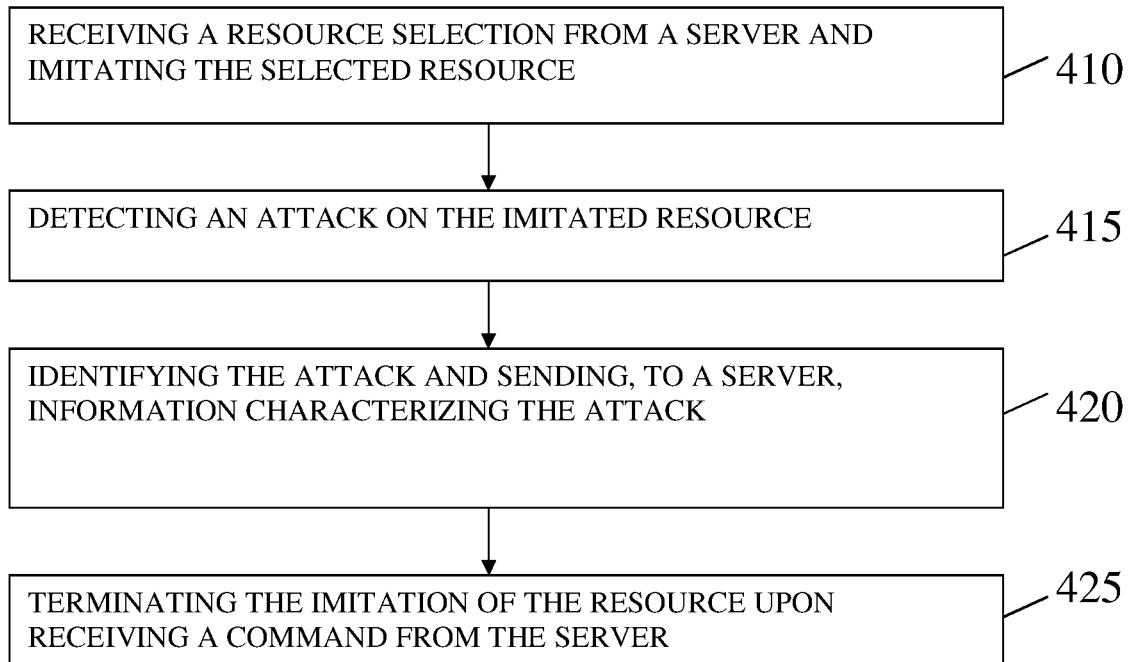 RECEIVING A RESOURCE SELECTION FROM A SERVER AND
IMITATING THE SELECTED RESOURCE
410
DETECTING AN ATTACK ON THE IMITATED RESOURCE
415
IDENTIFYING THE ATTACK AND SENDING, TO A SERVER,
INFORMATION CHARACTERIZING THE ATTACK
420
TERMINATING THE IMITATION OF THE RESOURCE UPON
RECEIVING A COMMAND FROM THE SERVER
425